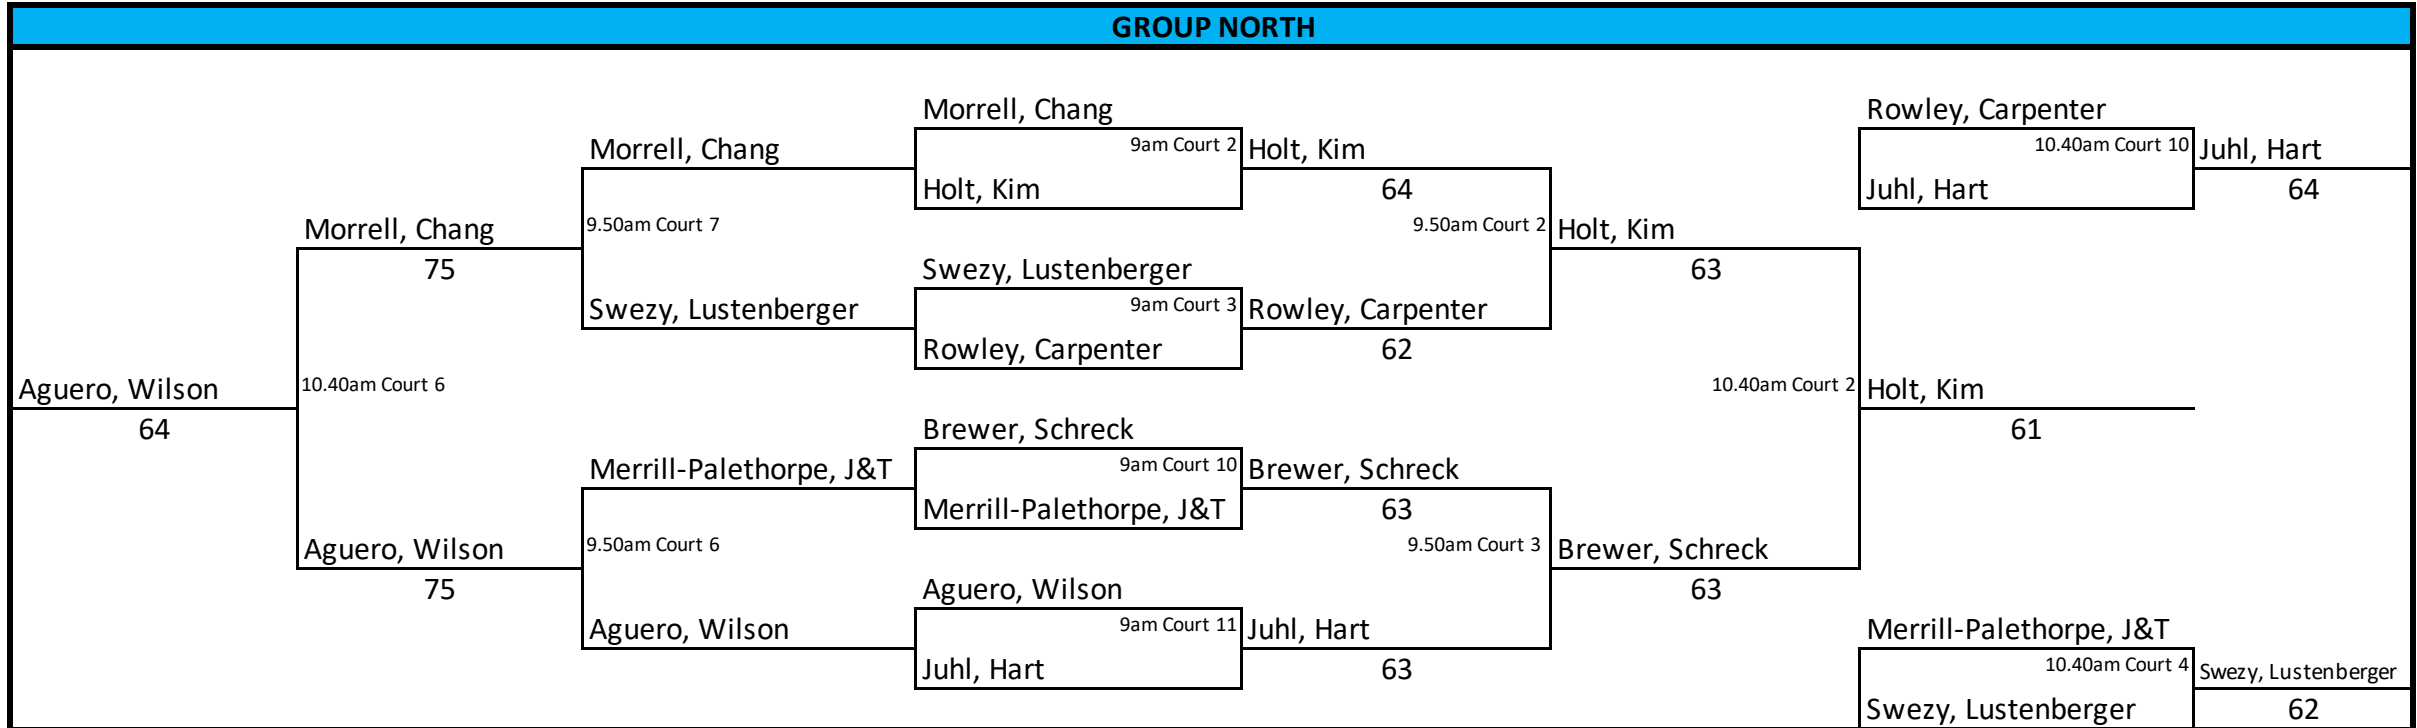 GROUP NORTH
Morrell, Chang
Rowley, Carpenter
Morrell, Chang
9am Court 2
Holt, Kim
10.40am Court 10
Juhl, Hart
Holt, Kim
64
Juhl, Hart
64
Morrell, Chang
9.50am Court 7
9.50am Court 2
Holt, Kim
75
Swezy, Lustenberger
63
Swezy, Lustenberger
9am Court 3
Rowley, Carpenter
Rowley, Carpenter
62
Aguero, Wilson
10.40am Court 6
10.40am Court 2
Holt, Kim
64
Brewer, Schreck
61
Merrill-Palethorpe, J&T
9am Court 10
Brewer, Schreck
Merrill-Palethorpe, J&T
63
Aguero, Wilson
9.50am Court 6
9.50am Court 3
Brewer, Schreck
75
Aguero, Wilson
63
Aguero, Wilson
9am Court 11
Juhl, Hart
Merrill-Palethorpe, J&T
Juhl, Hart
63
10.40am Court 4
Swezy, Lustenberger
Swezy, Lustenberger
62